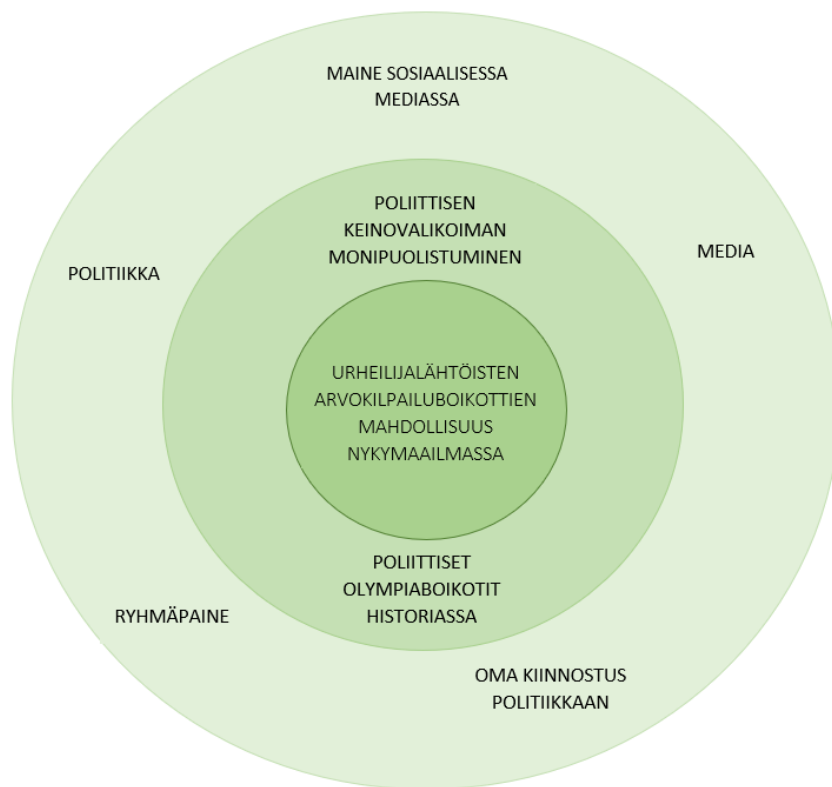 MAINE SOSIAALISESSA
MEDIASSA
POLIITTISEN
KEINOVALIKOIMAN
MONIPUOLISTUMINEN
MEDIA
POLITIIKKA
URHEILIJALÄHTÖISTEN
ARVOKILPAILUBOIKOTTIEN
MAHDOLLISUUS
NYKYMAAILMASSA
POLIITTISET
OLYMPIABOIKOTIT
HISTORIASSA
RYHMÄPAINE
OMA KIINNOSTUS
POLITIIKKAAN